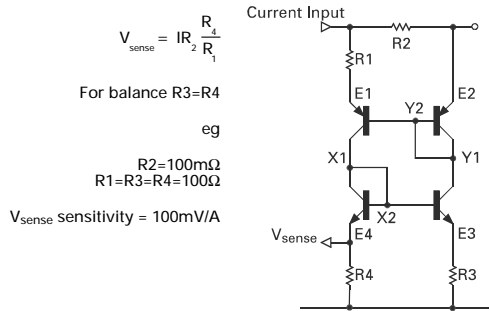 V_sense = IR_2 R_4/R_1
For balance R3=R4
eg
R2=100mΩ
R1=R3=R4=100Ω
V_sense sensitivity = 100mV/A
Current Input
R2
R1
E1
E2
Y2
X1
Y1
X2
V_sense
E4
E3
R4
R3